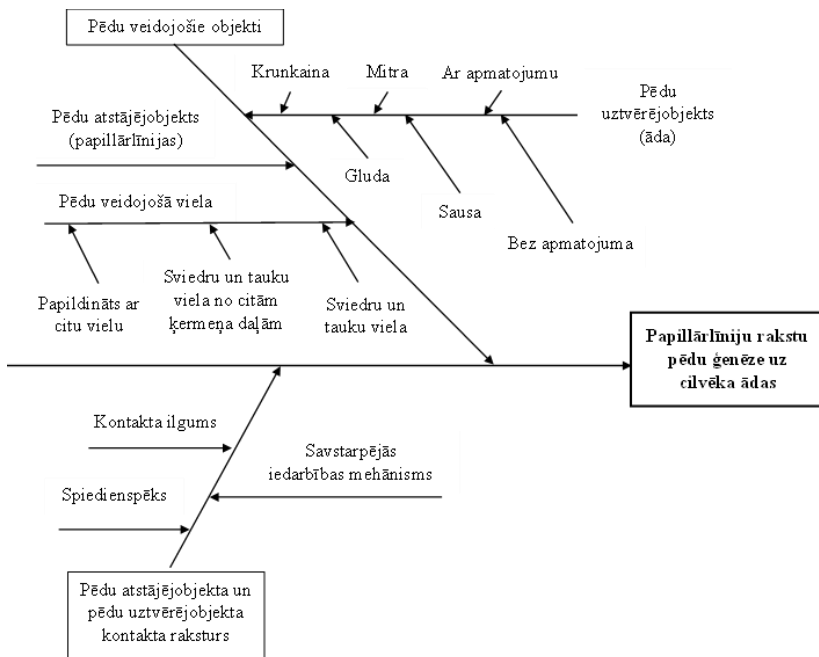 Pēdu veidojošie objekti
Krunkaina
Mitra
Ar apmatojumu
Pēdu
uztvērējobjekts
(āda)
Pēdu atstājējobjekts
(papillārlīnijas)
Gluda
Sausa
Bez apmatojuma
Pēdu veidojošā viela
Papildināts ar
citu vielu
Sviedru un
tauku
viela no citām
ķermeņa daļām
Sviedru un
tauku viela
Papillārlīniju rakstu
pēdu ģenēze uz
cilvēka ādas
Kontakta ilgums
Savstarpējās
iedarbības mehānisms
Spiedienspēks
Pēdu atstājējobjekta un
pēdu uztvērējobjekta
kontakta raksturs